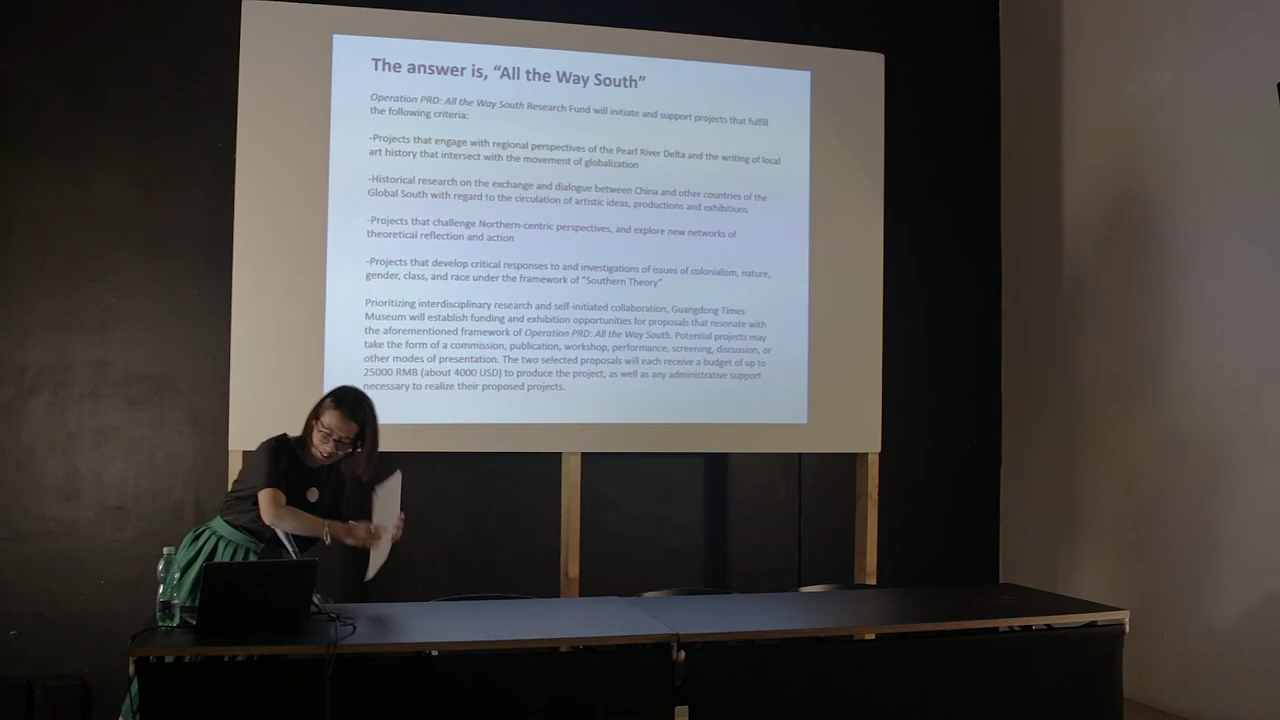 The answer is, “All the Way South”
Operation PRD: All the Way South Research Fund will initiate and support projects that fulfill
the following criteria:
-Projects that engage with regional perspectives of the Pearl River Delta and the writing of local
art history that intersect with the movement of globalization
-Historical research on the exchange and dialogue between China and other countries of the
Global South with regard to the circulation of artistic ideas, productions and exhibitions
-Projects that challenge Northern-centric perspectives, and explore new networks of
theoretical reflection and action
-Projects that develop critical responses to and investigations of issues of colonialism, nature,
gender, class, and race under the framework of “Southern Theory”
Prioritizing interdisciplinary research and self-initiated collaboration, Guangdong Times
Museum will establish funding and exhibition opportunities for proposals that resonate with
the aforementioned framework of Operation PRD: All the Way South. Potential projects may
take the form of a commission, publication, workshop, performance, screening, discussion, or
other modes of presentation. The two selected proposals will each receive a budget of up to
25000 RMB (about 4000 USD) to produce the project, as well as any administrative support
necessary to realize their proposed projects.